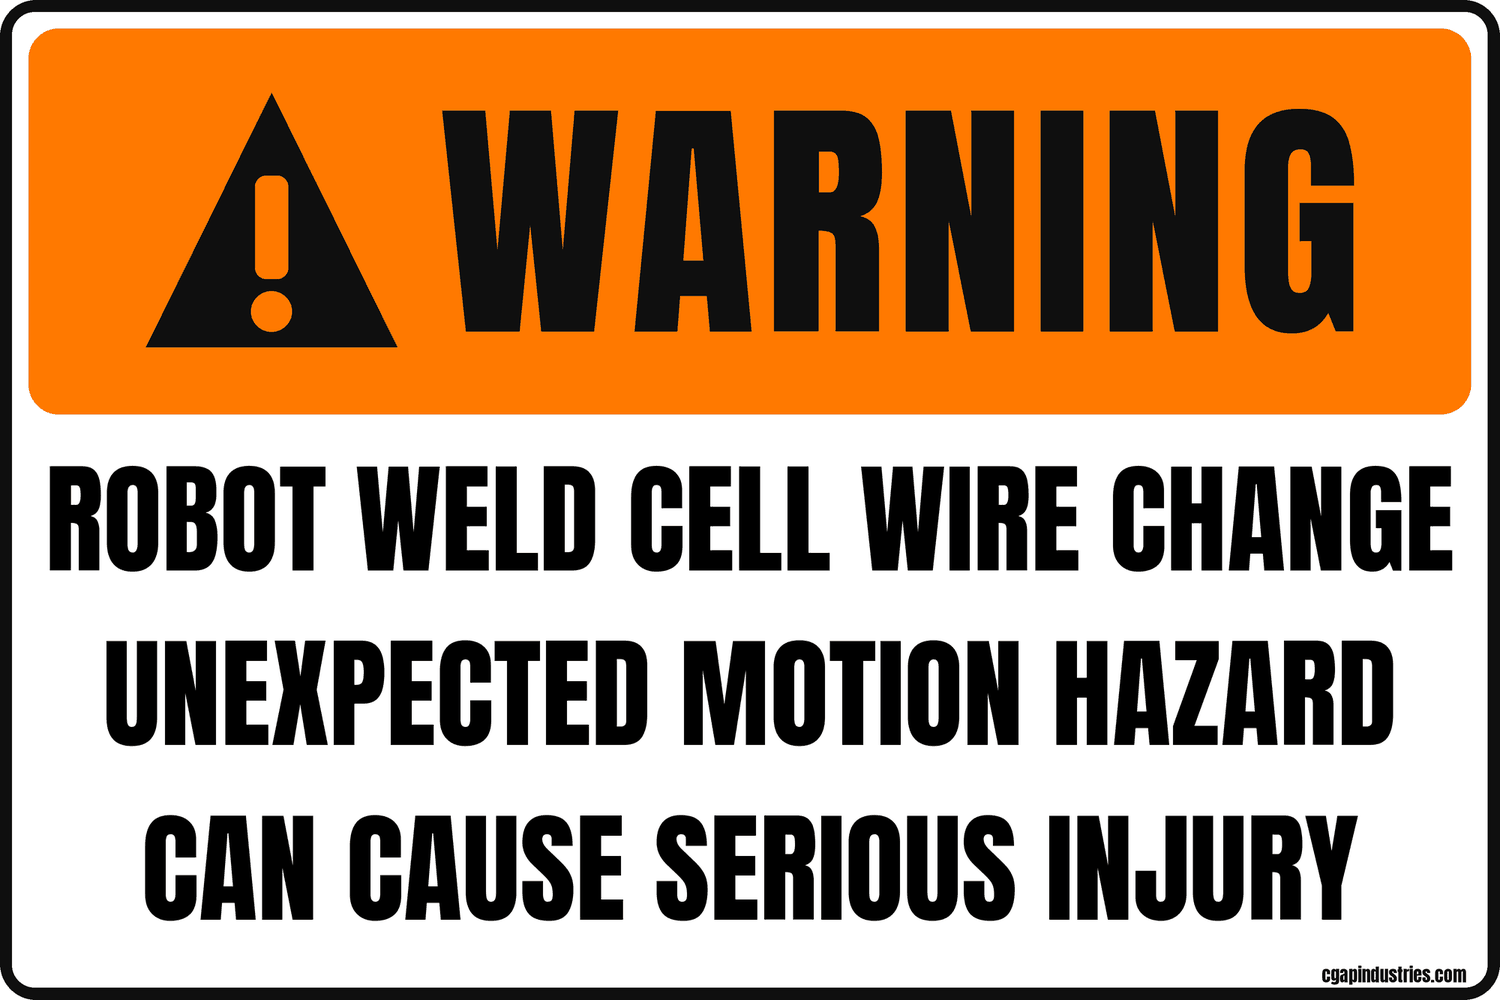 WARNING
ROBOT WELD CELL WIRE CHANGE
UNEXPECTED MOTION HAZARD
CAN CAUSE SERIOUS INJURY
cgapindustries.com